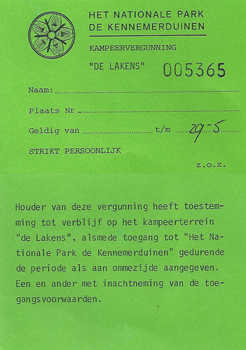 HET NATIONALE PARK
DE KENNEMERDUINEN
KAMPEERVERGUNNING
"DE LAKENS" 005365
Naam:
Plaats Nr
Geldig van t/m 29-5
STRIKT PERSOONLIJK
z.o.z.
Houder van deze vergunning heeft toestem-
ming tot verblijf op het kampeerterrein
"de Lakens", alsmede toegang tot "Het Na-
tionale Park de Kennemerduinen" gedurende
de periode als aan ommezijde aangegeven.
Een en ander met inachtneming van de toe-
gangsvoorwaarden.